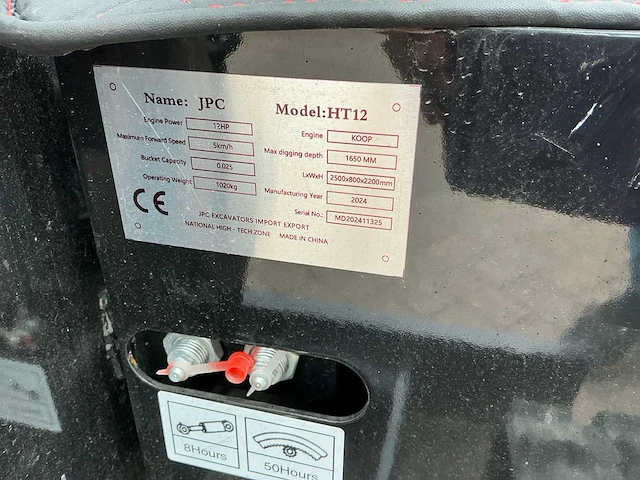 Name: JPC
Model:HT12
Engine Power 12HP
Engine KOOP
Maximum Forward Speed 5km/h
Max digging depth 1650 MM
Bucket Capacity 0.025
LxWxH 2500x800x2200mm
Operating Weight 1020kg
Manufacturing Year 2024
Serial No.: MD202411325
CE
JPC EXCAVATORS IMPORT EXPORT
NATIONAL HIGH - TECH ZONE MADE IN CHINA
8Hours
50Hours